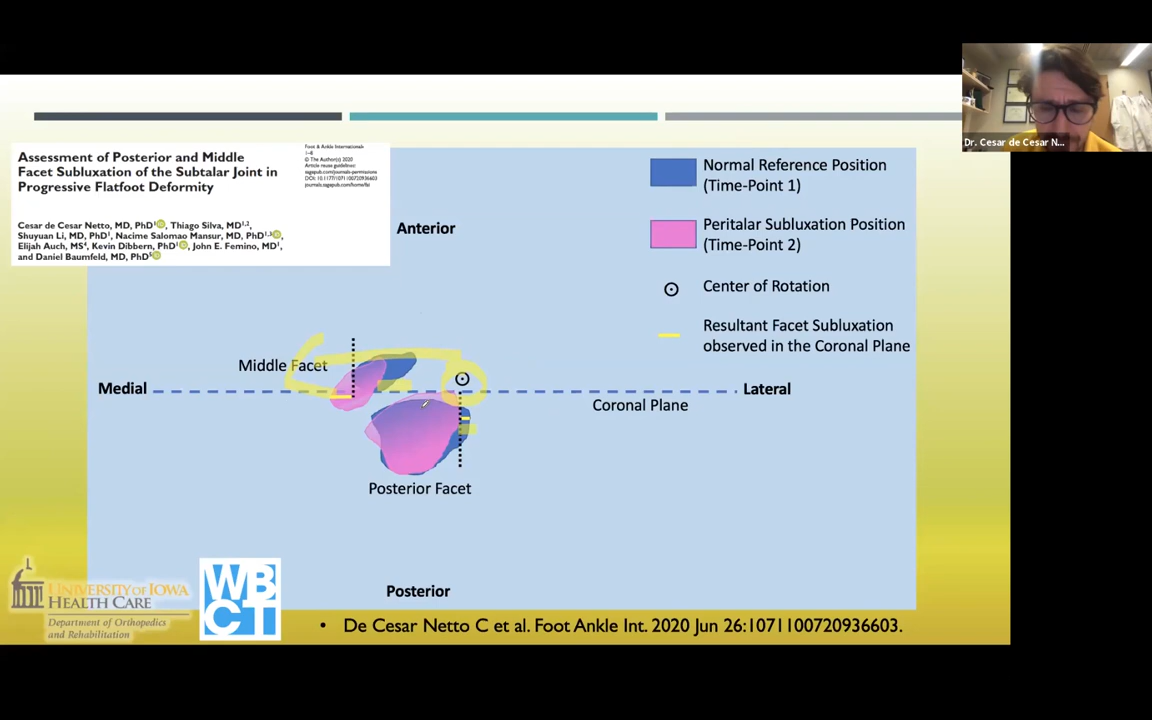 Dr. Cesar de Cesar N...
Assessment of Posterior and Middle
Facet Subluxation of the Subtalar Joint in
Progressive Flatfoot Deformity
Foot & Ankle International
1–8
© The Author(s) 2020
Article reuse guidelines:
sagepub.com/journals-permissions
DOI: 10.1177/1071100720936603
journals.sagepub.com/home/fai
Cesar de Cesar Netto, MD, PhD¹, Thiago Silva, MD¹,²,
Shuyuan Li, MD, PhD¹, Nacime Salomao Mansur, MD, PhD¹,³,
Elijah Auch, MS⁴, Kevin Dibbern, PhD¹, John E. Femino, MD¹,
and Daniel Baumfeld, MD, PhD⁵
Normal Reference Position
(Time-Point 1)
Peritalar Subluxation Position
(Time-Point 2)
Center of Rotation
Resultant Facet Subluxation
observed in the Coronal Plane
Anterior
Middle Facet
Medial
Lateral
Coronal Plane
Posterior Facet
Posterior
UNIVERSITY OF IOWA
HEALTH CARE
Department of Orthopedics
and Rehabilitation
WB
CT
• De Cesar Netto C et al. Foot Ankle Int. 2020 Jun 26:1071100720936603.